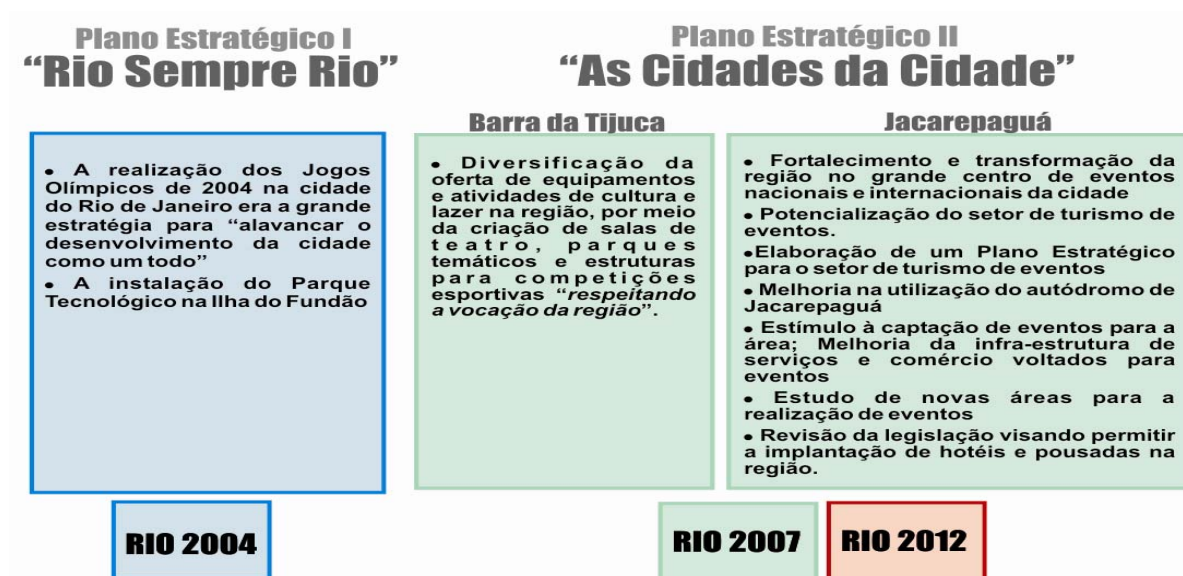 Plano Estratégico I
“Rio Sempre Rio”
• A realização dos Jogos
Olímpicos de 2004 na cidade
do Rio de Janeiro era a grande
estratégia para “alavancar o
desenvolvimento da cidade
como um todo”
• A instalação do Parque
Tecnológico na Ilha do Fundão
RIO 2004
Plano Estratégico II
“As Cidades da Cidade”
Barra da Tijuca
• Diversificação da
oferta de equipamentos
e atividades de cultura e
lazer na região, por meio
da criação de salas de
teatro, parques
temáticos e estruturas
para competições
esportivas “respeitando
a vocação da região”.
Jacarepaguá
• Fortalecimento e transformação da
região no grande centro de eventos
nacionais e internacionais da cidade
• Potencialização do setor de turismo de
eventos.
•Elaboração de um Plano Estratégico
para o setor de turismo de eventos
• Melhoria na utilização do autódromo de
Jacarepaguá
• Estímulo à captação de eventos para a
área; Melhoria da infra-estrutura de
serviços e comércio voltados para
eventos
• Estudo de novas áreas para a
realização de eventos
• Revisão da legislação visando permitir
a implantação de hotéis e pousadas na
região.
RIO 2007
RIO 2012